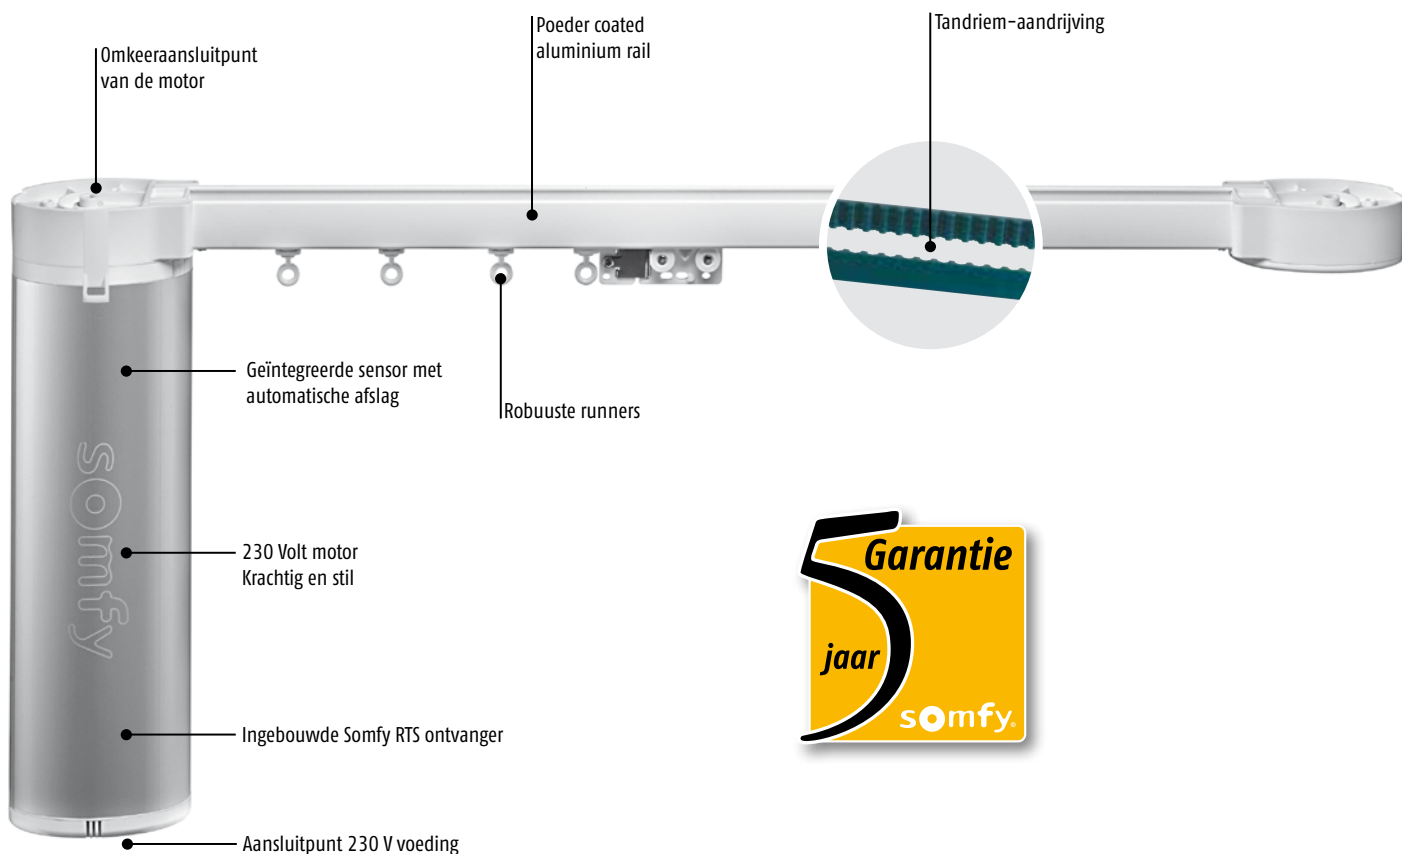 Omkeeraansluitpunt
van de motor
Poeder coated
aluminium rail
Tandriem-aandrijving
Geïntegreerde sensor met
automatische afslag
Robuuste runners
somfy
230 Volt motor
Krachtig en stil
Ingebouwde Somfy RTS ontvanger
Aansluitpunt 230 V voeding
5
Garantie
jaar
somfy.